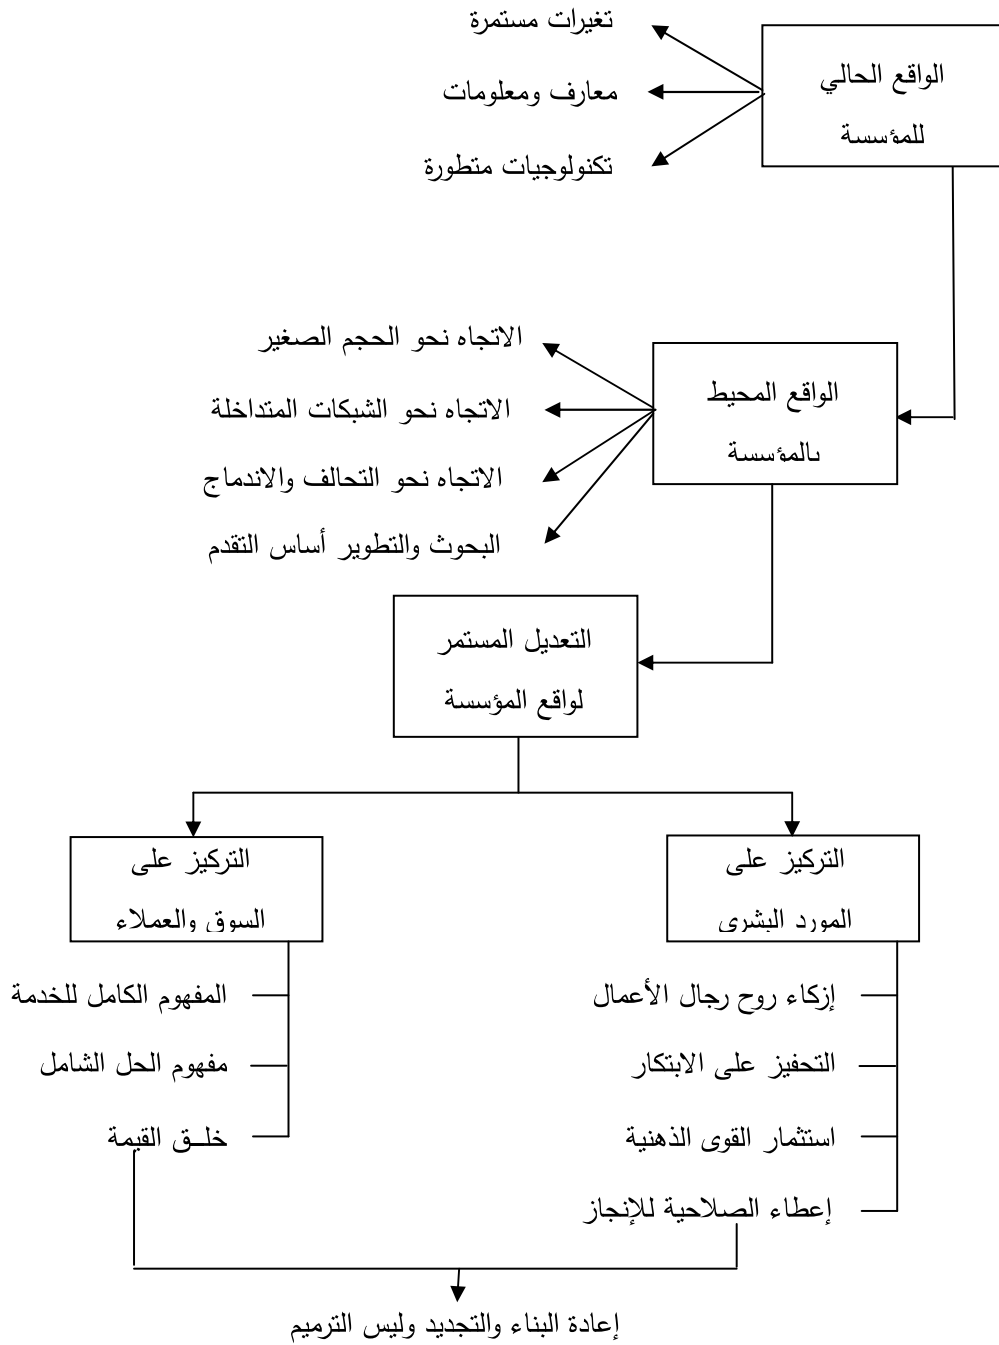 الواقع الحالي
للمؤسسة
تغيرات مستمرة
معارف ومعلومات
تكنولوجيات متطورة
الواقع المحيط
بالمؤسسة
الاتجاه نحو الحجم الصغير
الاتجاه نحو الشبكات المتداخلة
الاتجاه نحو التحالف والاندماج
البحوث والتطوير أساس التقدم
التعديل المستمر
لواقع المؤسسة
التركيز على
المورد البشري
إزكاء روح رجال الأعمال
التحفيز على الابتكار
استثمار القوى الذهنية
إعطاء الصلاحية للإنجاز
التركيز على
السوق والعملاء
المفهوم الكامل للخدمة
مفهوم الحل الشامل
خلــق القيمة
إعادة البناء والتجديد وليس الترميم